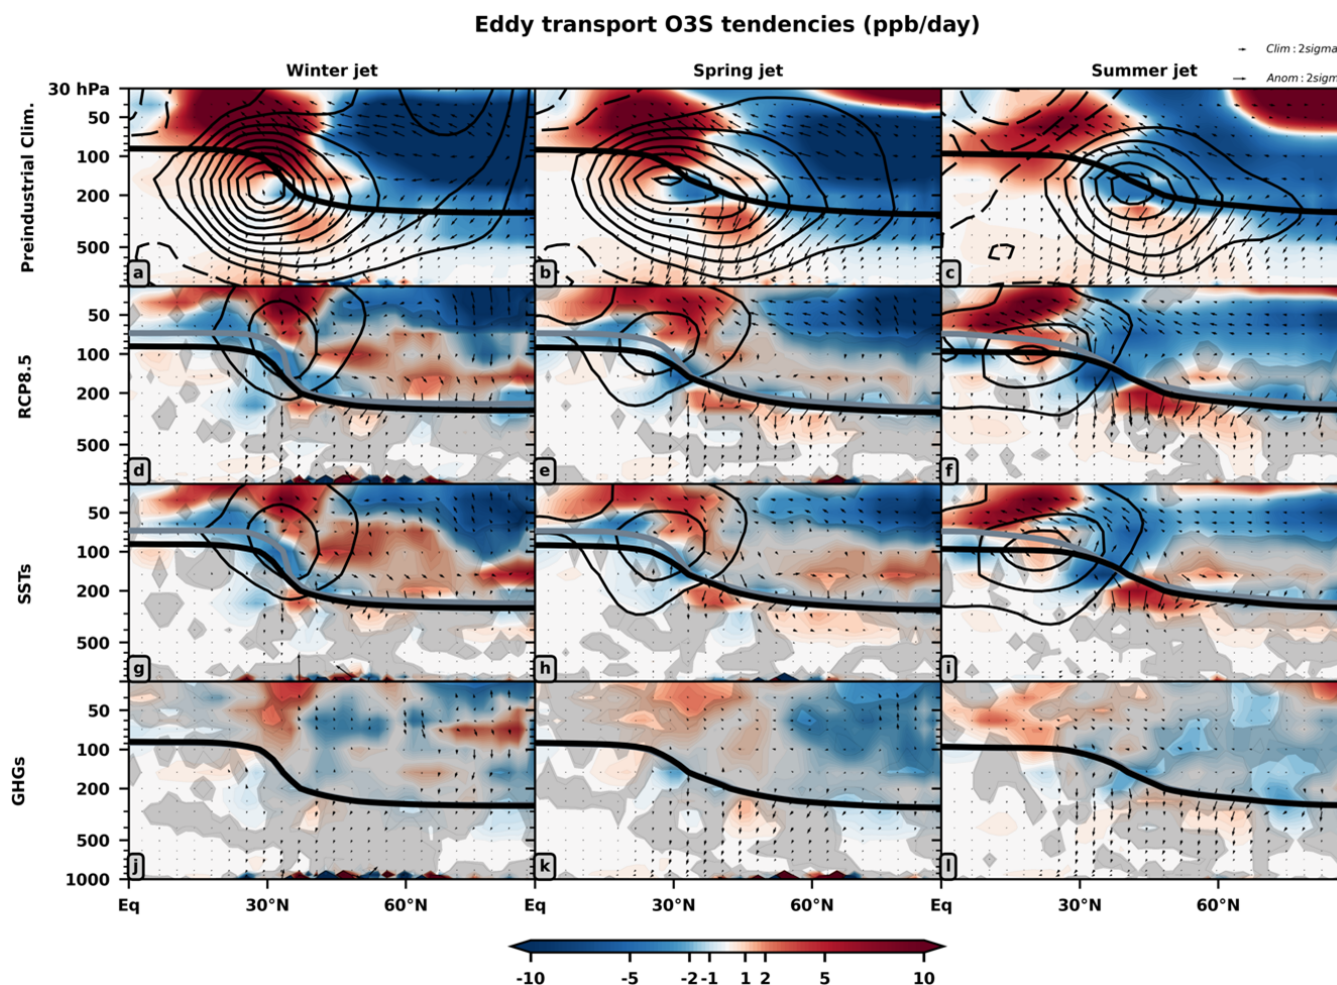 Eddy transport O3S tendencies (ppb/day)
Clim : 2sigma
Anom : 2sigm
Winter jet
Spring jet
Summer jet
Preindustrial Clim.
30 hPa
50
100
200
500
a
b
c
RCP8.5
50
100
200
500
d
e
f
SSTs
50
100
200
500
g
h
i
GHGs
50
100
200
500
1000
j
k
l
Eq 30°N 60°N Eq 30°N 60°N Eq 30°N 60°N
-10 -5 -2 -1 1 2 5 10